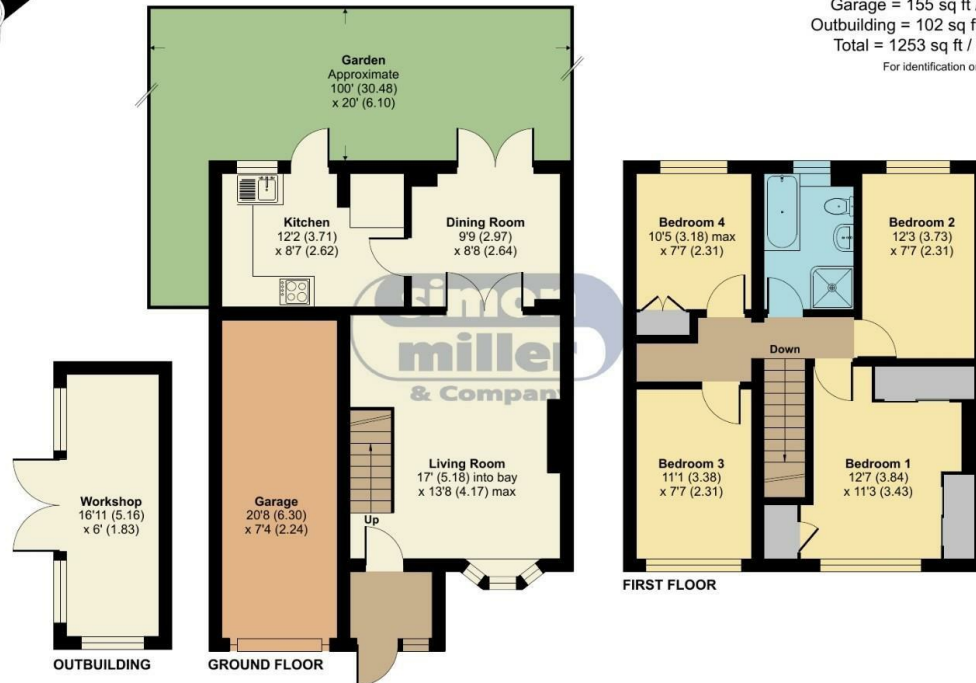 Garage = 155 sq ft /
Outbuilding = 102 sq ft
Total = 1253 sq ft /
For identification
Garden
Approximate
100' (30.48)
x 20' (6.10)
Kitchen
12'2 (3.71)
x 8'7 (2.62)
Dining Room
9'9 (2.97)
x 8'8 (2.64)
Bedroom 4
10'5 (3.18) max
x 7'7 (2.31)
Bedroom 2
12'3 (3.73)
x 7'7 (2.31)
simon
miller
& Company
Down
Workshop
16'11 (5.16)
x 6' (1.83)
Garage
20'8 (6.30)
x 7'4 (2.24)
Living Room
17' (5.18) into bay
x 13'8 (4.17) max
Up
Bedroom 3
11'1 (3.38)
x 7'7 (2.31)
Bedroom 1
12'7 (3.84)
x 11'3 (3.43)
FIRST FLOOR
OUTBUILDING
GROUND FLOOR